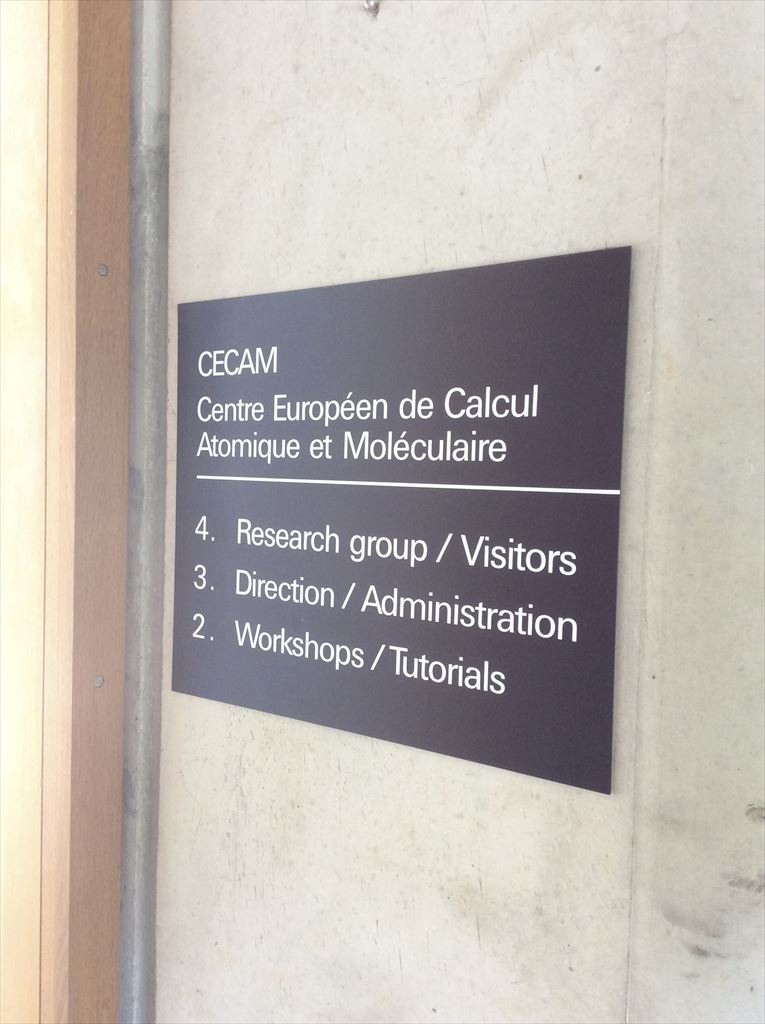 CECAM
Centre Européen de Calcul
Atomique et Moléculaire
4. Research group / Visitors
3. Direction / Administration
2. Workshops / Tutorials